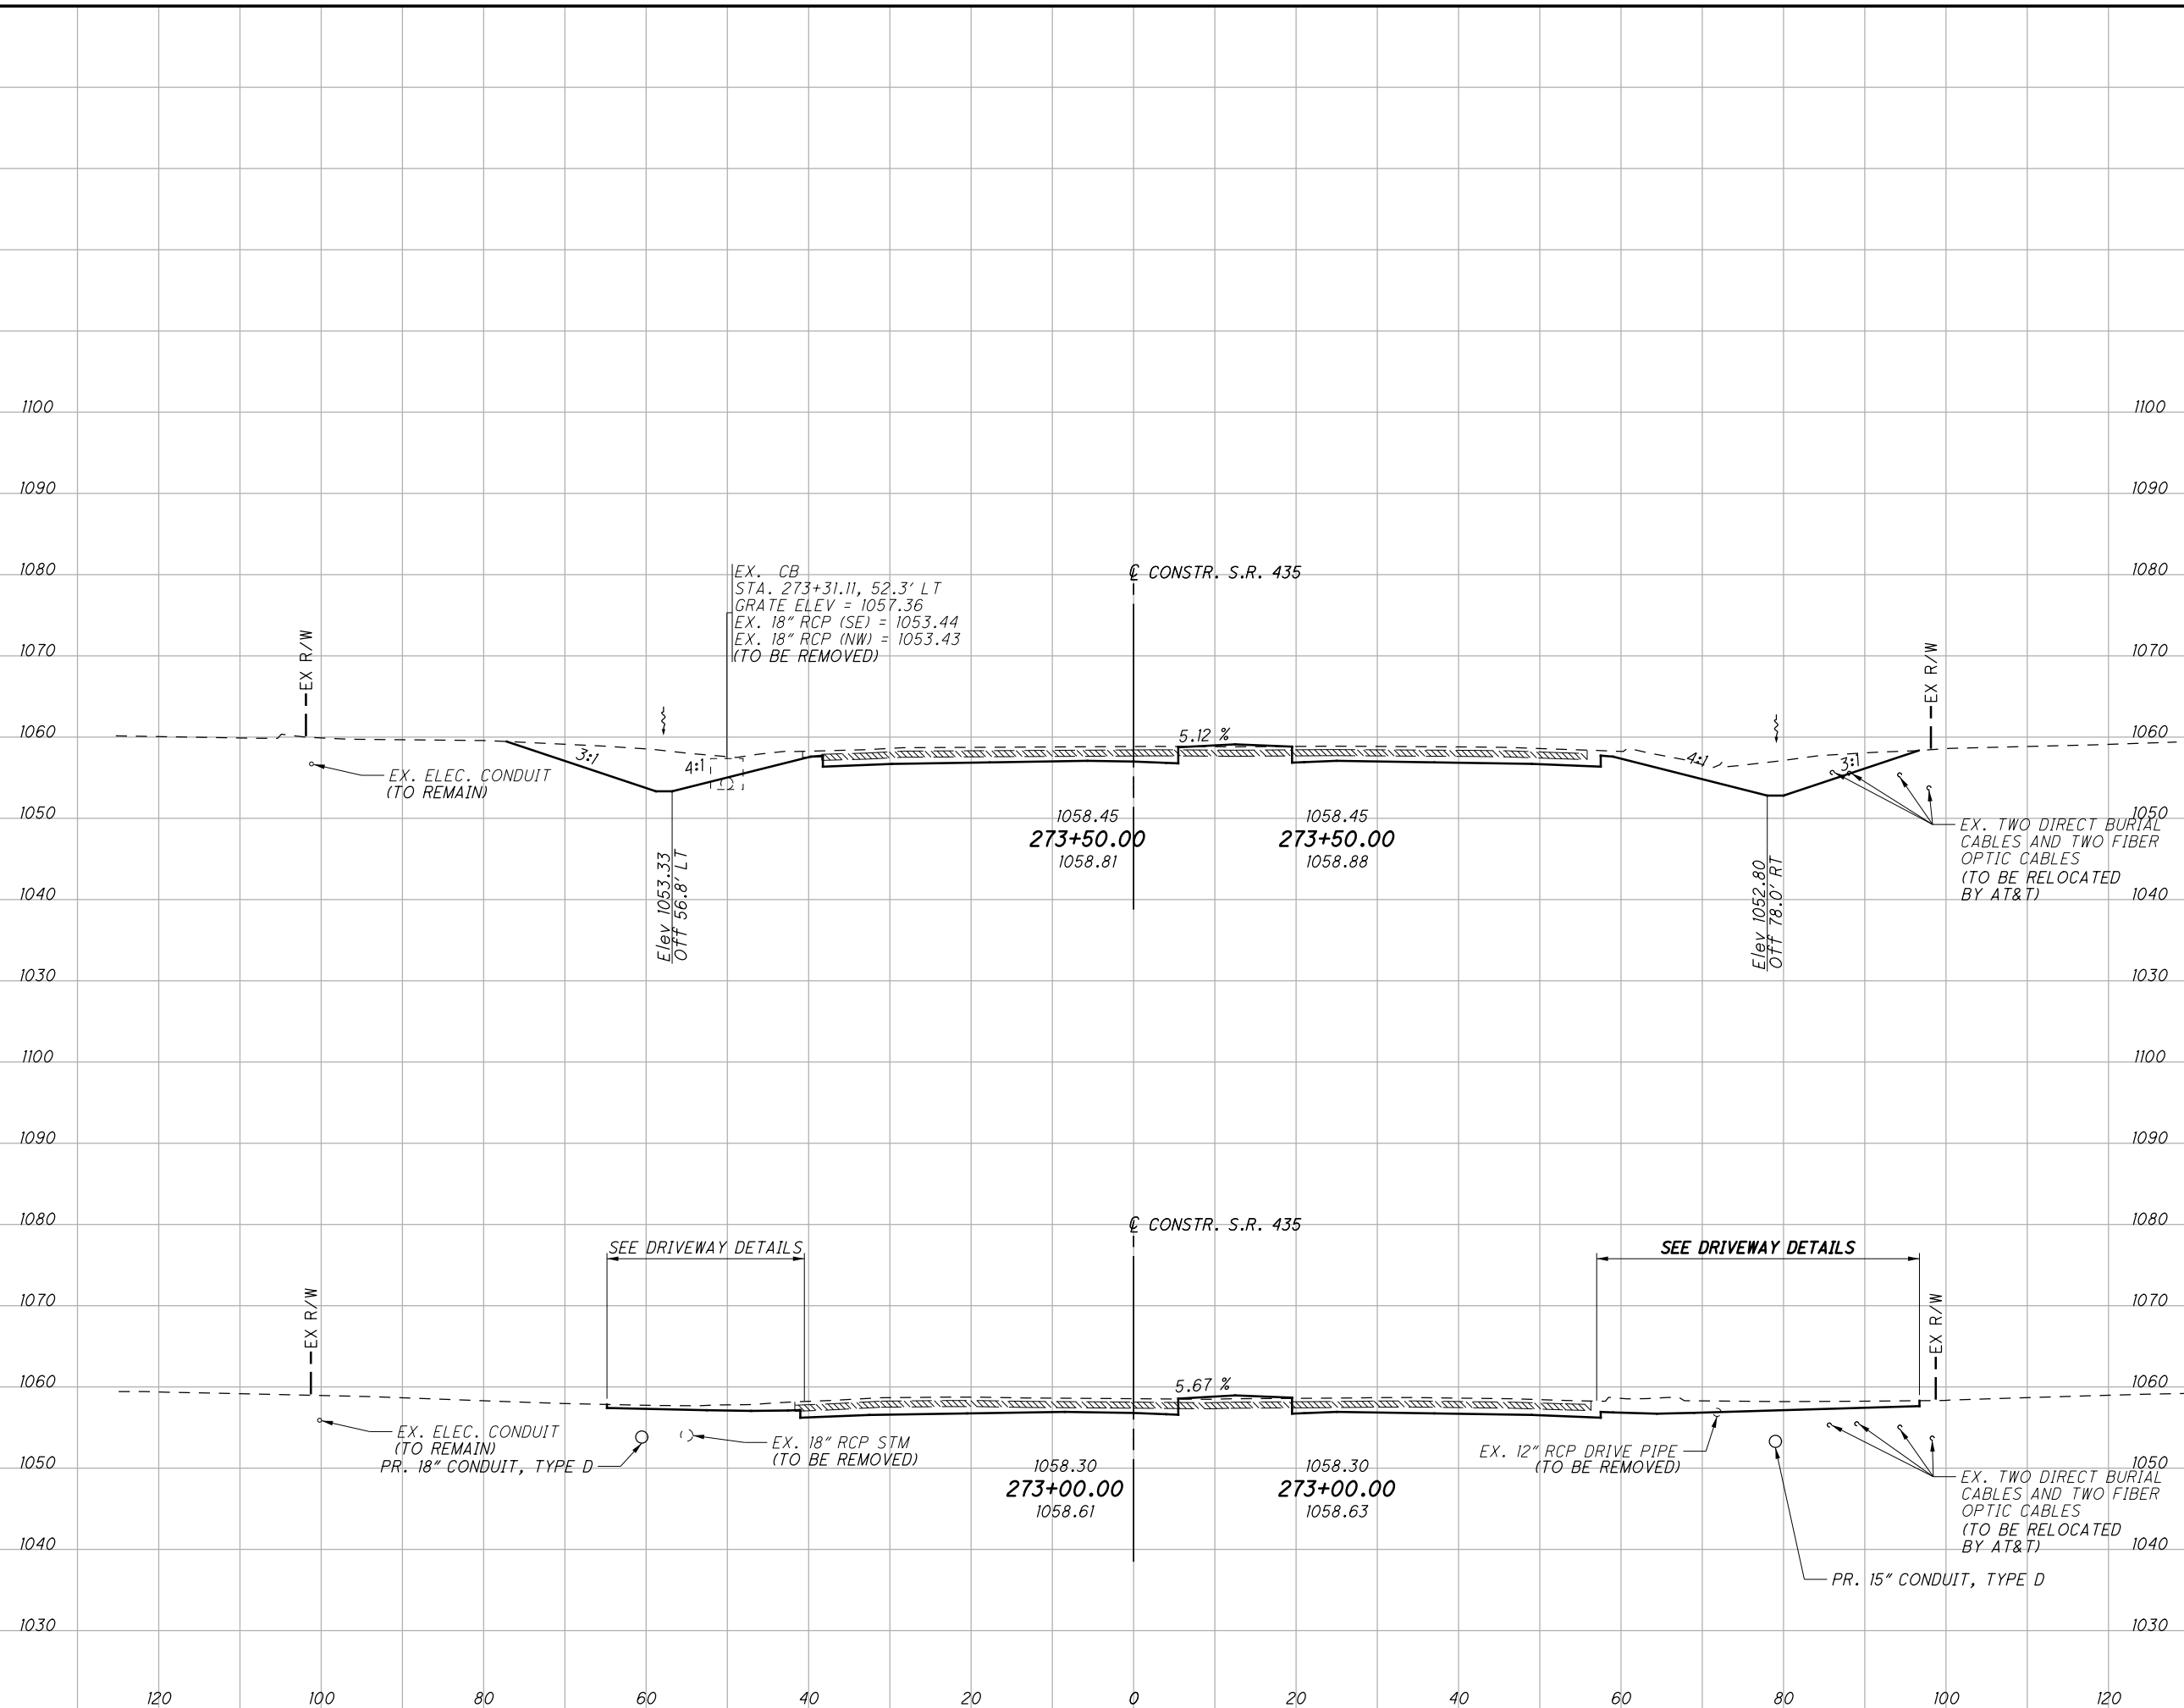 1100 1100
1090 1090
1080 1080
EX. CB
STA. 273+31.11, 52.3' LT
GRATE ELEV = 1057.36
EX. 18" RCP (SE) = 1053.44
EX. 18" RCP (NW) = 1053.43
(TO BE REMOVED)
℄ CONSTR. S.R. 435
1070 1070
EX R/W
EX R/W
1060 1060
5.12 %
3:1
4:1
4:1
3:1
EX. ELEC. CONDUIT
(TO REMAIN)
1050 1050
1058.45
273+50.00
1058.81
1058.45
273+50.00
1058.88
EX. TWO DIRECT BURIAL
CABLES AND TWO FIBER
OPTIC CABLES
(TO BE RELOCATED
BY AT&T)
Elev 1053.33
Off 56.8' LT
Elev 1052.80
Off 78.0' RT
1040 1040
1030 1030
1100 1100
1090 1090
1080 1080
℄ CONSTR. S.R. 435
SEE DRIVEWAY DETAILS
SEE DRIVEWAY DETAILS
1070 1070
EX R/W
EX R/W
1060 1060
5.67 %
EX. ELEC. CONDUIT
(TO REMAIN)
PR. 18" CONDUIT, TYPE D
EX. 18" RCP STM
(TO BE REMOVED)
EX. 12" RCP DRIVE PIPE
(TO BE REMOVED)
1050 1050
1058.30
273+00.00
1058.61
1058.30
273+00.00
1058.63
EX. TWO DIRECT BURIAL
CABLES AND TWO FIBER
OPTIC CABLES
(TO BE RELOCATED
BY AT&T)
1040 1040
PR. 15" CONDUIT, TYPE D
1030 1030
120 100 80 60 40 20 0 20 40 60 80 100 120